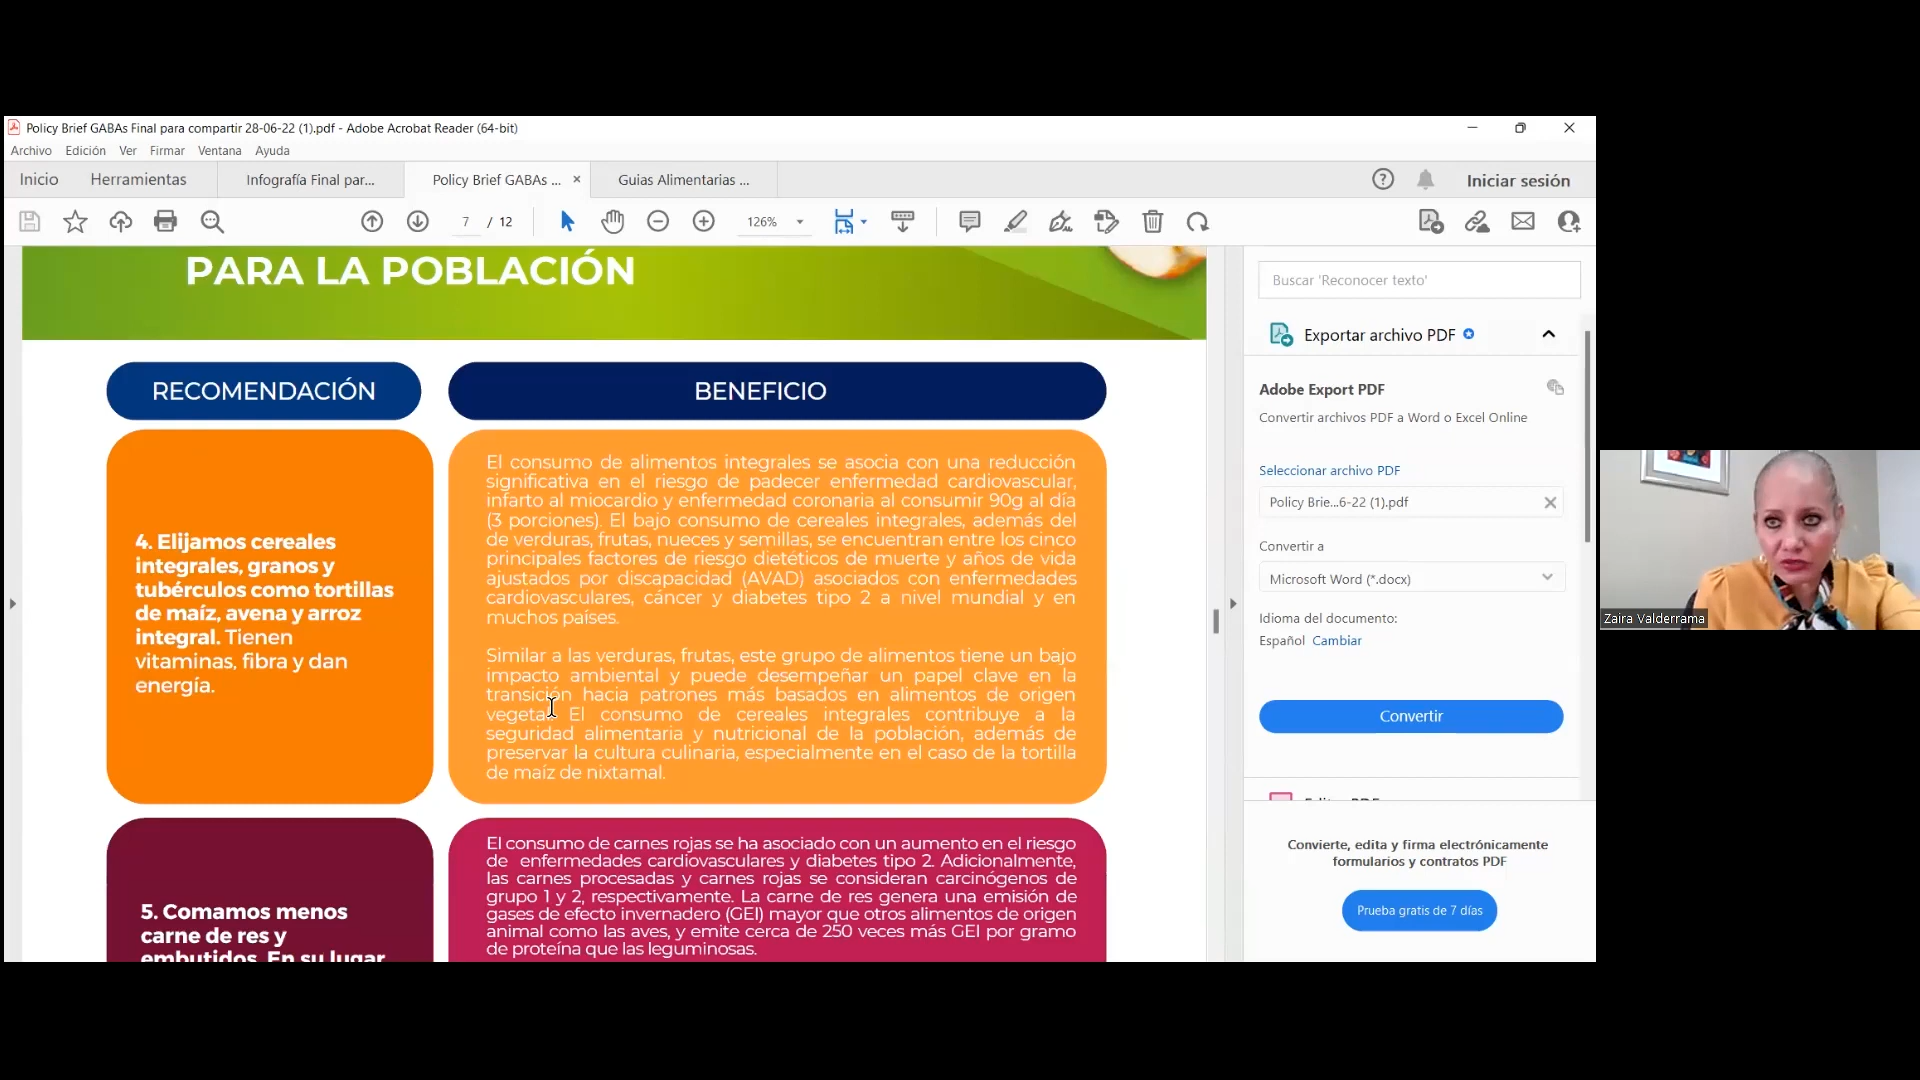 Policy Brief GABAs Final para compartir 28-06-22 (1).pdf - Adobe Acrobat Reader (64-bit)
Archivo Edición Ver Firmar Ventana Ayuda
Inicio Herramientas Infografía Final par... Policy Brief GABAs ... × Guias Alimentarias ... Iniciar sesión
7 / 12 126%
PARA LA POBLACIÓN
RECOMENDACIÓN
BENEFICIO
4. Elijamos cereales
integrales, granos y
tubérculos como tortillas
de maíz, avena y arroz
integral. Tienen
vitaminas, fibra y dan
energía.
El consumo de alimentos integrales se asocia con una reducción
significativa en el riesgo de padecer enfermedad cardiovascular,
infarto al miocardio y enfermedad coronaria al consumir 90g al día
(3 porciones). El bajo consumo de cereales integrales, además del
de verduras, frutas, nueces y semillas, se encuentran entre los cinco
principales factores de riesgo dietéticos de muerte y años de vida
ajustados por discapacidad (AVAD) asociados con enfermedades
cardiovasculares, cáncer y diabetes tipo 2 a nivel mundial y en
muchos países.
Similar a las verduras, frutas, este grupo de alimentos tiene un bajo
impacto ambiental y puede desempeñar un papel clave en la
transición hacia patrones más basados en alimentos de origen
vegetal. El consumo de cereales integrales contribuye a la
seguridad alimentaria y nutricional de la población, además de
preservar la cultura culinaria, especialmente en el caso de la tortilla
de maíz de nixtamal.
5. Comamos menos
carne de res y
embutidos. En su lugar
El consumo de carnes rojas se ha asociado con un aumento en el riesgo
de enfermedades cardiovasculares y diabetes tipo 2. Adicionalmente,
las carnes procesadas y carnes rojas se consideran carcinógenos de
grupo 1 y 2, respectivamente. La carne de res genera una emisión de
gases de efecto invernadero (GEI) mayor que otros alimentos de origen
animal como las aves, y emite cerca de 250 veces más GEI por gramo
de proteína que las leguminosas.
Buscar 'Reconocer texto'
Exportar archivo PDF
Adobe Export PDF
Convertir archivos PDF a Word o Excel Online
Seleccionar archivo PDF
Policy Brie...6-22 (1).pdf
Convertir a
Microsoft Word (*.docx)
Idioma del documento:
Español Cambiar
Convertir
Convierte, edita y firma electrónicamente
formularios y contratos PDF
Prueba gratis de 7 días
Zaira Valderrama